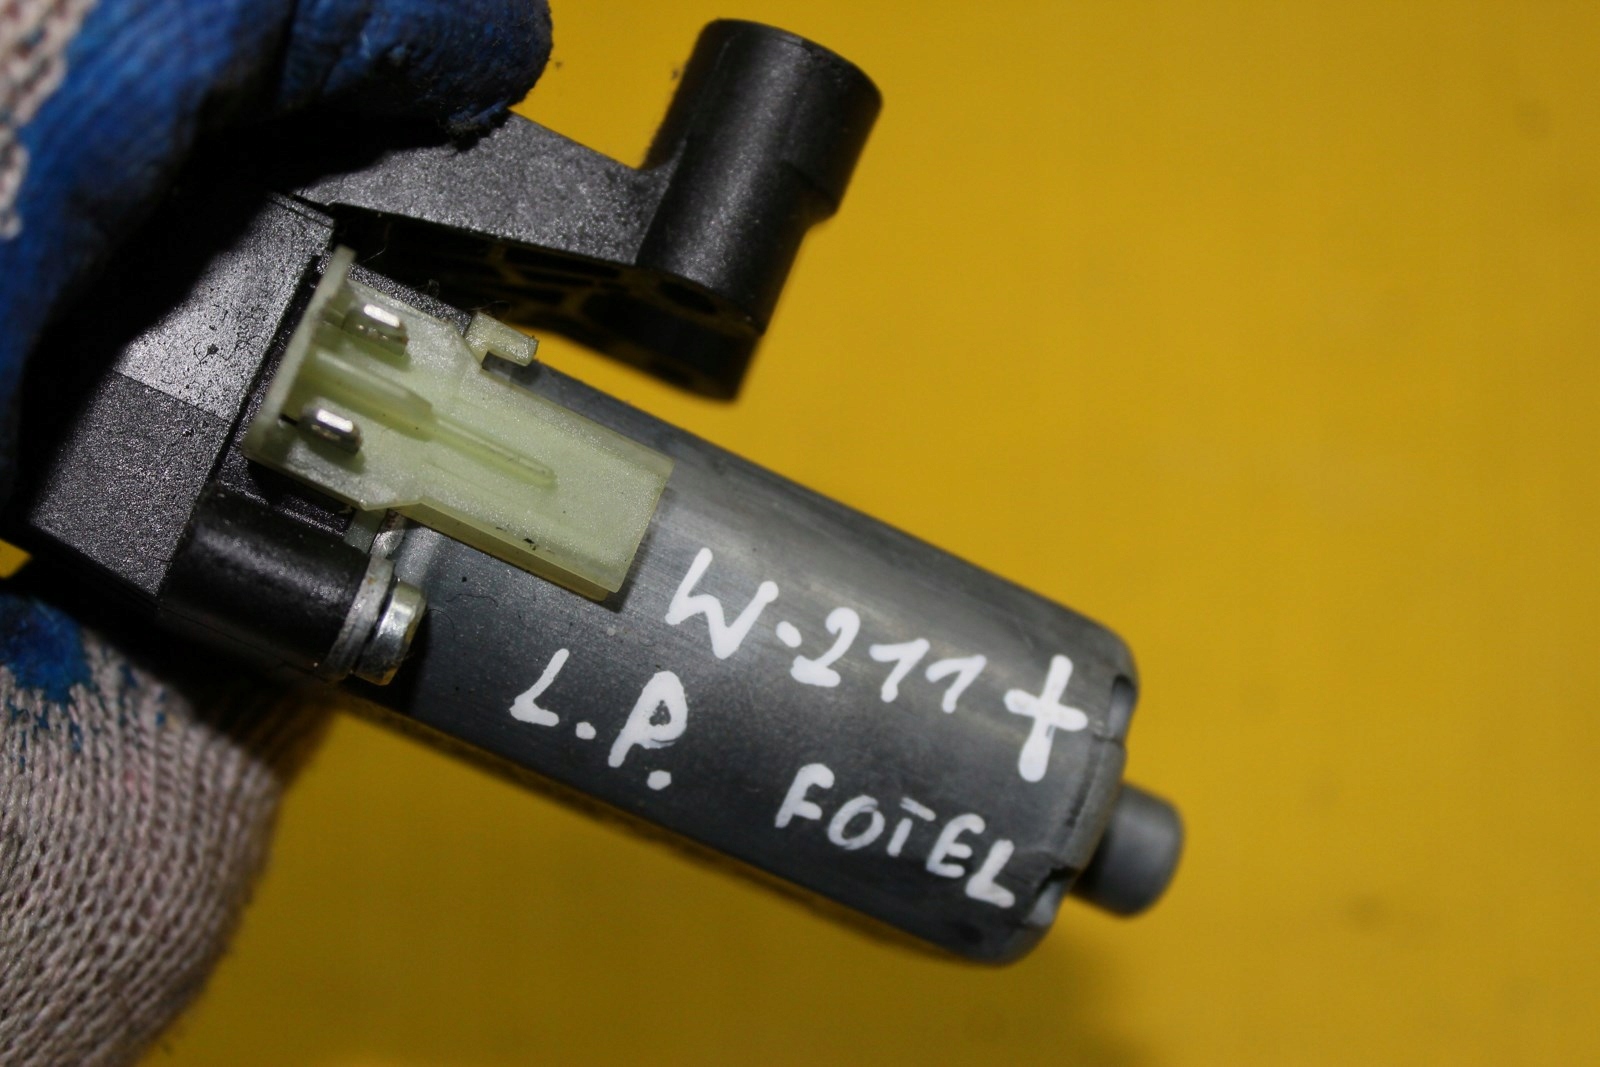 W-211 +
L.P. FOTEL